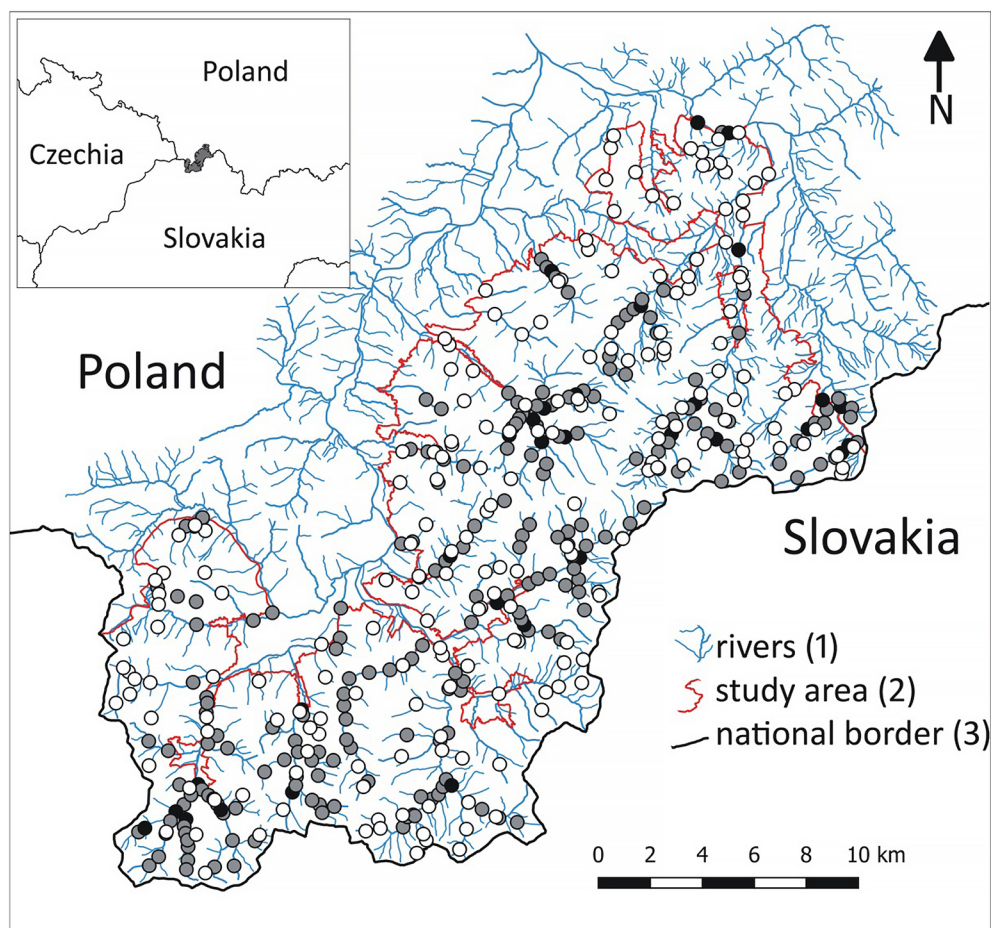 Poland
Czechia
Slovakia
N
Poland
Slovakia
rivers (1)
study area (2)
national border (3)
0 2 4 6 8 10 km